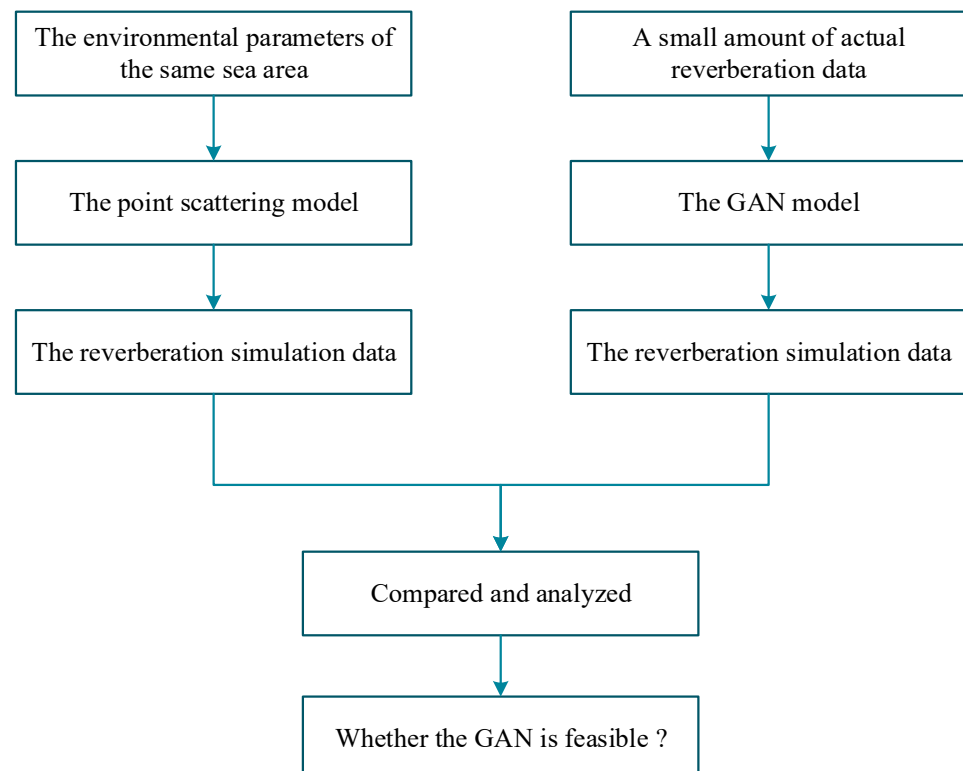 The environmental parameters of
the same sea area
A small amount of actual
reverberation data
The point scattering model
The GAN model
The reverberation simulation data
The reverberation simulation data
Compared and analyzed
Whether the GAN is feasible ?